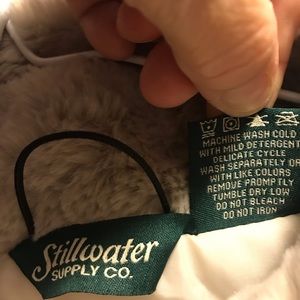 MACHINE WASH COLD
WITH MILD DETERGENT
DELICATE CYCLE
WASH SEPARATELY OR
WITH LIKE COLORS
REMOVE PROMPTLY
TUMBLE DRY LOW
DO NOT BLEACH
DO NOT IRON
Stillwater
SUPPLY CO.